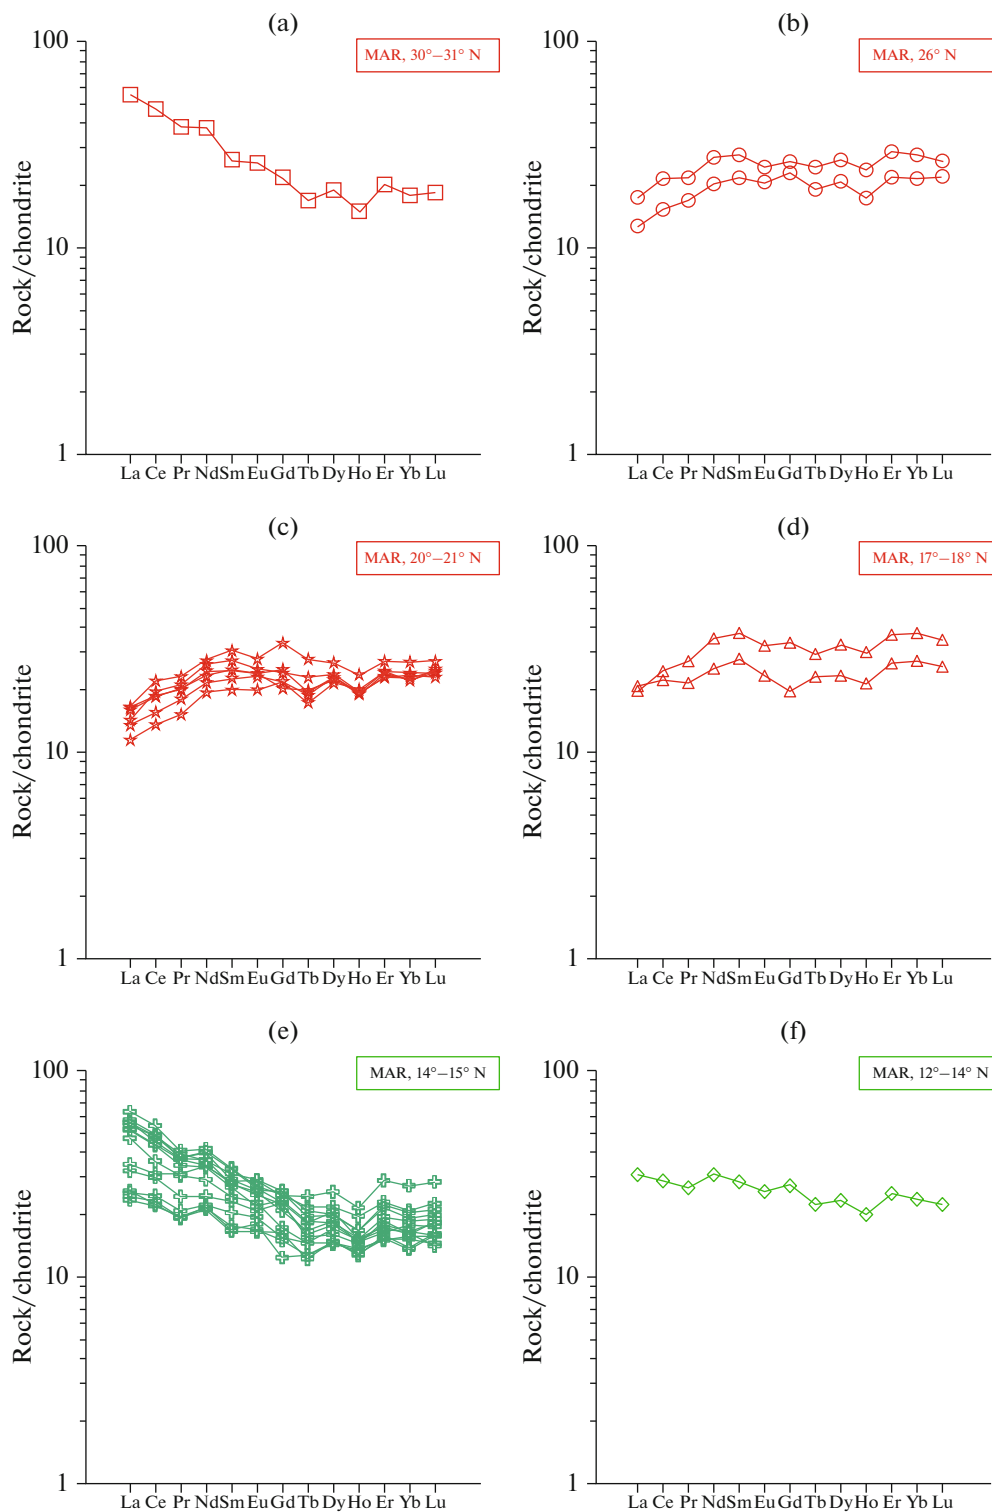 (a)
MAR, 30°–31° N
100
10
1
Rock/chondrite
La Ce Pr Nd Sm Eu Gd Tb Dy Ho Er Yb Lu
(b)
MAR, 26° N
100
10
1
Rock/chondrite
La Ce Pr Nd Sm Eu Gd Tb Dy Ho Er Yb Lu
(c)
MAR, 20°–21° N
100
10
1
Rock/chondrite
La Ce Pr Nd Sm Eu Gd Tb Dy Ho Er Yb Lu
(d)
MAR, 17°–18° N
100
10
1
Rock/chondrite
La Ce Pr Nd Sm Eu Gd Tb Dy Ho Er Yb Lu
(e)
MAR, 14°–15° N
100
10
1
Rock/chondrite
La Ce Pr Nd Sm Eu Gd Tb Dy Ho Er Yb Lu
(f)
MAR, 12°–14° N
100
10
1
Rock/chondrite
La Ce Pr Nd Sm Eu Gd Tb Dy Ho Er Yb Lu